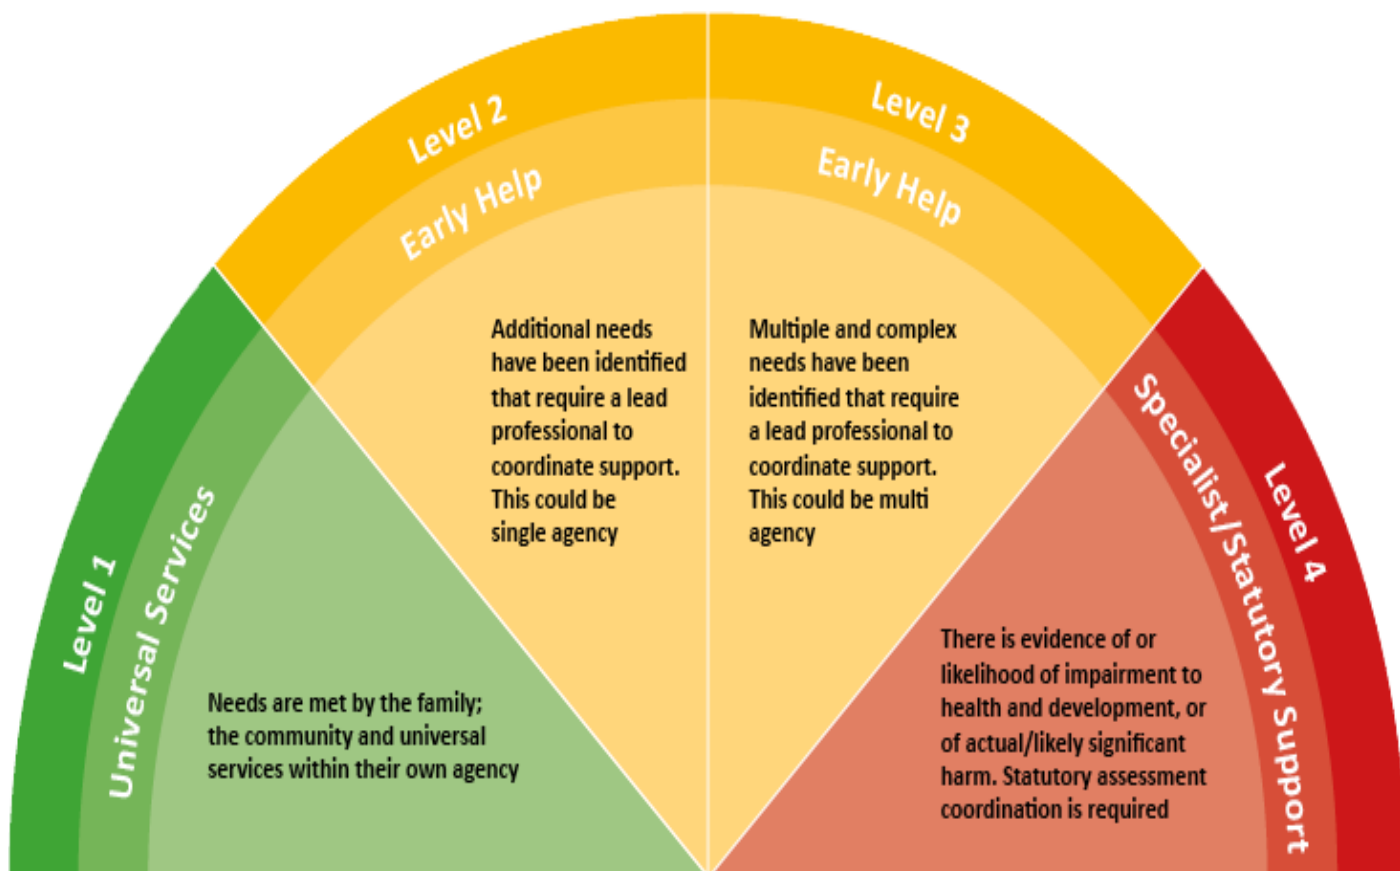 Level 1
Universal Services
Needs are met by the family;
the community and universal
services within their own agency
Level 2
Early Help
Additional needs
have been identified
that require a lead
professional to
coordinate support.
This could be
single agency
Level 3
Early Help
Multiple and complex
needs have been
identified that require
a lead professional to
coordinate support.
This could be multi
agency
Level 4
Specialist/Statutory Support
There is evidence of or
likelihood of impairment to
health and development, or
of actual/likely significant
harm. Statutory assessment
coordination is required